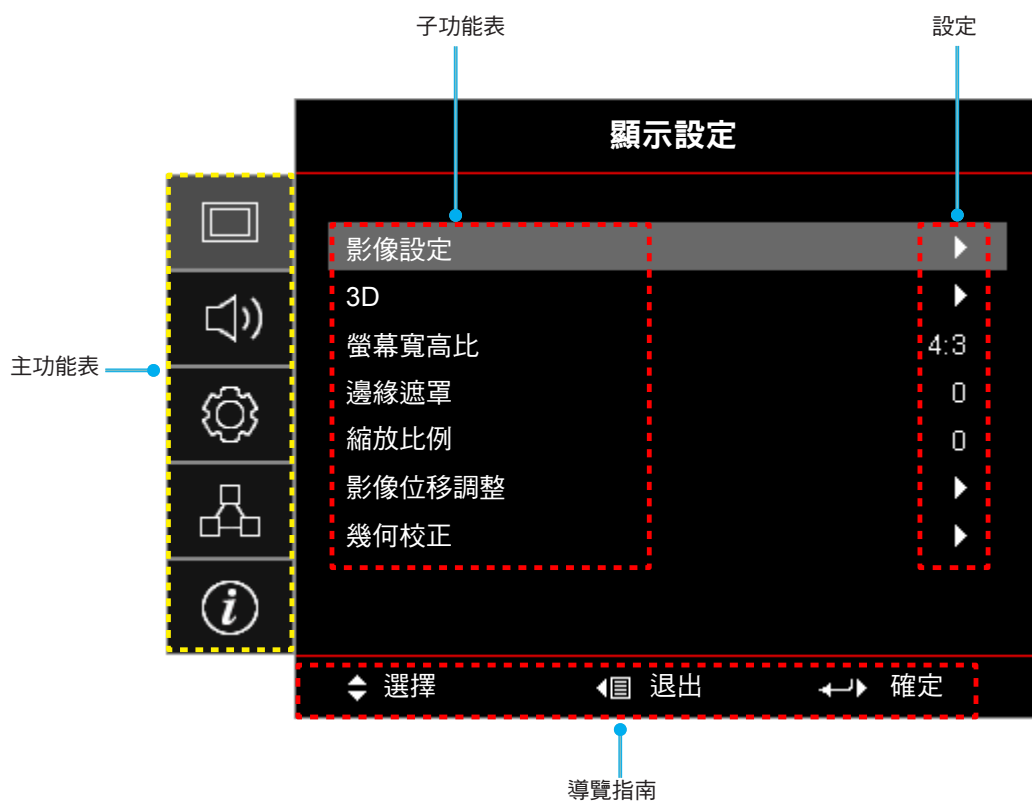 子功能表
設定
顯示設定
影像設定
3D
螢幕寬高比 4:3
邊緣遮罩 0
縮放比例 0
影像位移調整
幾何校正
主功能表
選擇 退出 確定
導覽指南